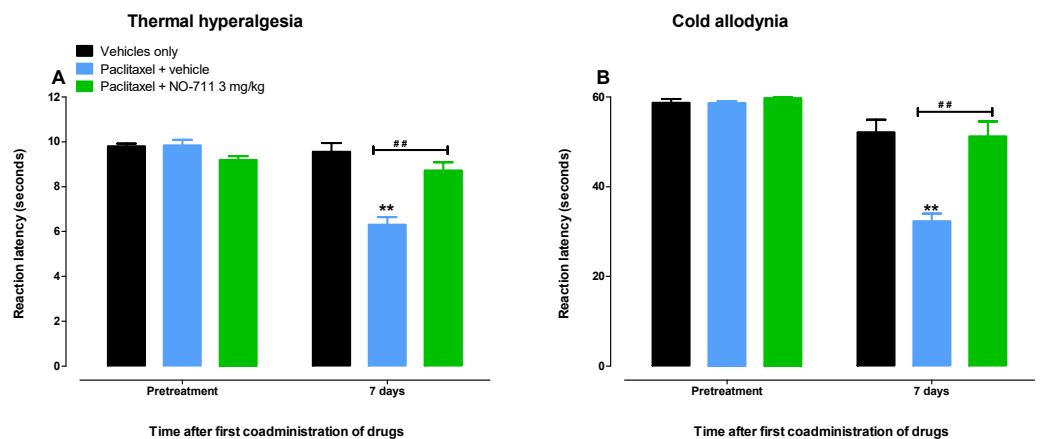 Thermal hyperalgesia
Vehicles only
Paclitaxel + vehicle
Paclitaxel + NO-711 3 mg/kg
A
12
10
8
6
4
2
0
Reaction latency (seconds)
##
**
Pretreatment
7 days
Time after first coadministration of drugs
Cold allodynia
B
60
40
20
0
Reaction latency (seconds)
##
**
Pretreatment
7 days
Time after first coadministration of drugs